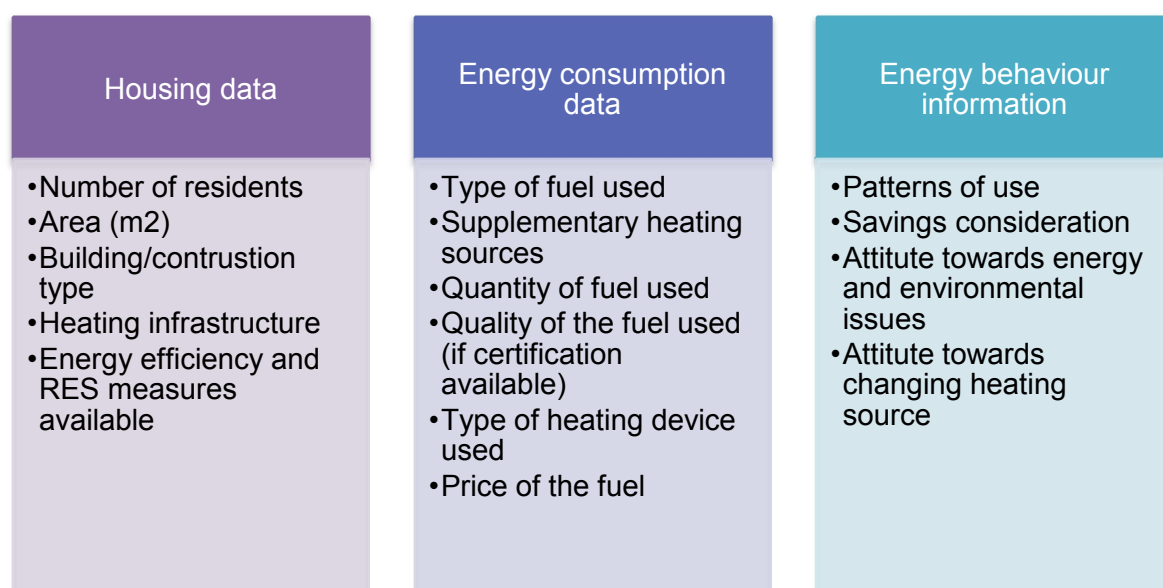 Housing data
•Number of residents
•Area (m2)
•Building/contrustion
type
•Heating infrastructure
•Energy efficiency and
RES measures
available
Energy consumption
data
•Type of fuel used
•Supplementary heating
sources
•Quantity of fuel used
•Quality of the fuel used
(if certification
available)
•Type of heating device
used
•Price of the fuel
Energy behaviour
information
•Patterns of use
•Savings consideration
•Attitute towards energy
and environmental
issues
•Attitute towards
changing heating
source